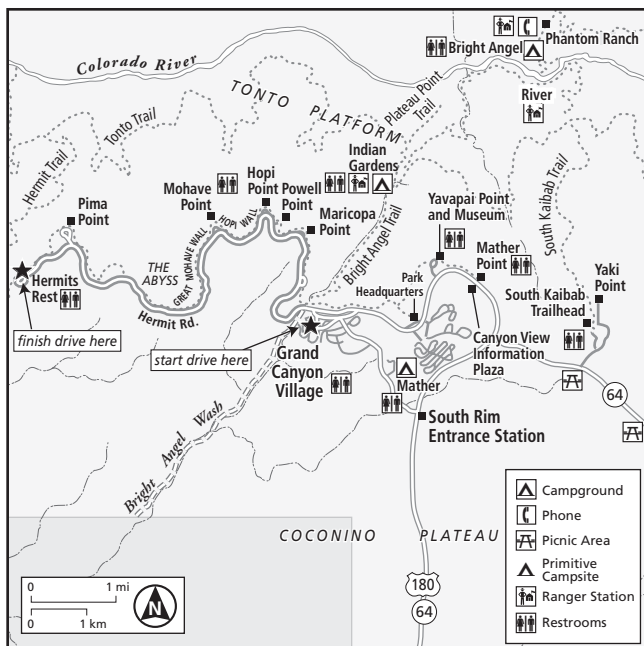 Phantom Ranch
Bright Angel
Colorado River
River
TONTO PLATFORM
Plateau Point
Trail
Tonto Trail
Hermit Trail
Indian
Gardens
South Kaibab Trail
Hopi
Point
Powell
Point
Mohave
Point
Pima
Point
HOPI WALL
Maricopa
Point
Bright Angel Trail
Yavapai Point
and Museum
Mather
Point
Yaki
Point
GREAT MOHAVE WALL
THE
ABYSS
Hermits
Rest
Hermit Rd.
Park
Headquarters
South Kaibab
Trailhead
finish drive here
start drive here
Grand
Canyon
Village
Canyon View
Information
Plaza
Mather
64
South Rim
Entrance Station
Bright Angel Wash
COCONINO PLATEAU
180
64
0 1 mi
0 1 km
N
Campground
Phone
Picnic Area
Primitive
Campsite
Ranger Station
Restrooms